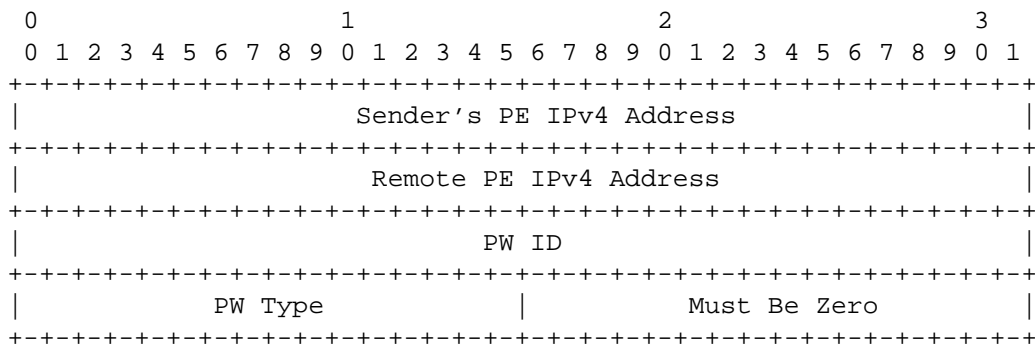 0                   1                   2                   3
 0 1 2 3 4 5 6 7 8 9 0 1 2 3 4 5 6 7 8 9 0 1 2 3 4 5 6 7 8 9 0 1
+-+-+-+-+-+-+-+-+-+-+-+-+-+-+-+-+-+-+-+-+-+-+-+-+-+-+-+-+-+-+-+-+
|                     Sender's PE IPv4 Address                  |
+-+-+-+-+-+-+-+-+-+-+-+-+-+-+-+-+-+-+-+-+-+-+-+-+-+-+-+-+-+-+-+-+
|                      Remote PE IPv4 Address                   |
+-+-+-+-+-+-+-+-+-+-+-+-+-+-+-+-+-+-+-+-+-+-+-+-+-+-+-+-+-+-+-+-+
|                             PW ID                             |
+-+-+-+-+-+-+-+-+-+-+-+-+-+-+-+-+-+-+-+-+-+-+-+-+-+-+-+-+-+-+-+-+
|            PW Type            |          Must Be Zero         |
+-+-+-+-+-+-+-+-+-+-+-+-+-+-+-+-+-+-+-+-+-+-+-+-+-+-+-+-+-+-+-+-+